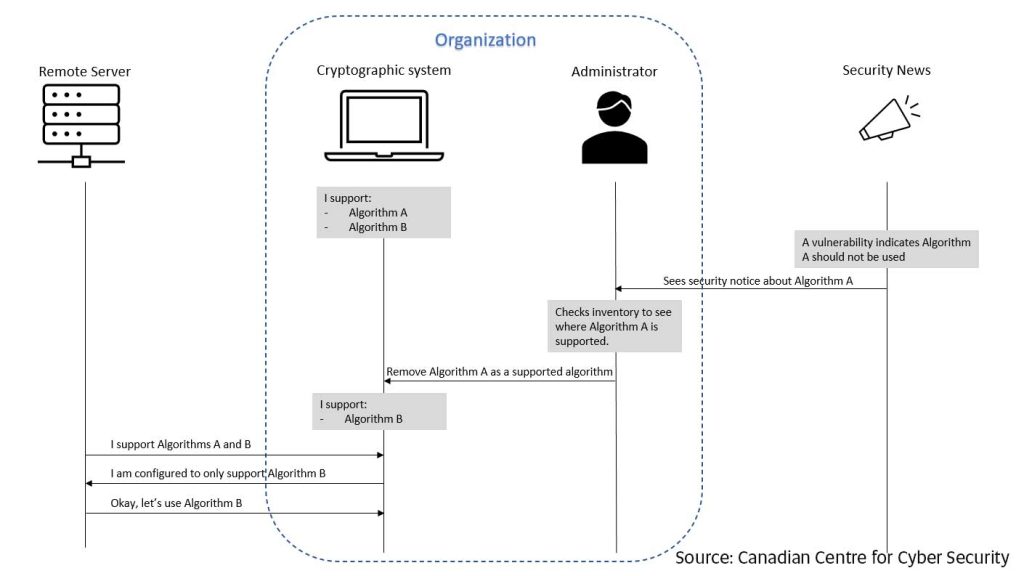 Organization
Remote Server
Cryptographic system
Administrator
Security News
I support:
- Algorithm A
- Algorithm B
A vulnerability indicates Algorithm
A should not be used
Sees security notice about Algorithm A
Checks inventory to see
where Algorithm A is
supported.
Remove Algorithm A as a supported algorithm
I support:
- Algorithm B
I support Algorithms A and B
I am configured to only support Algorithm B
Okay, let’s use Algorithm B
Source: Canadian Centre for Cyber Security